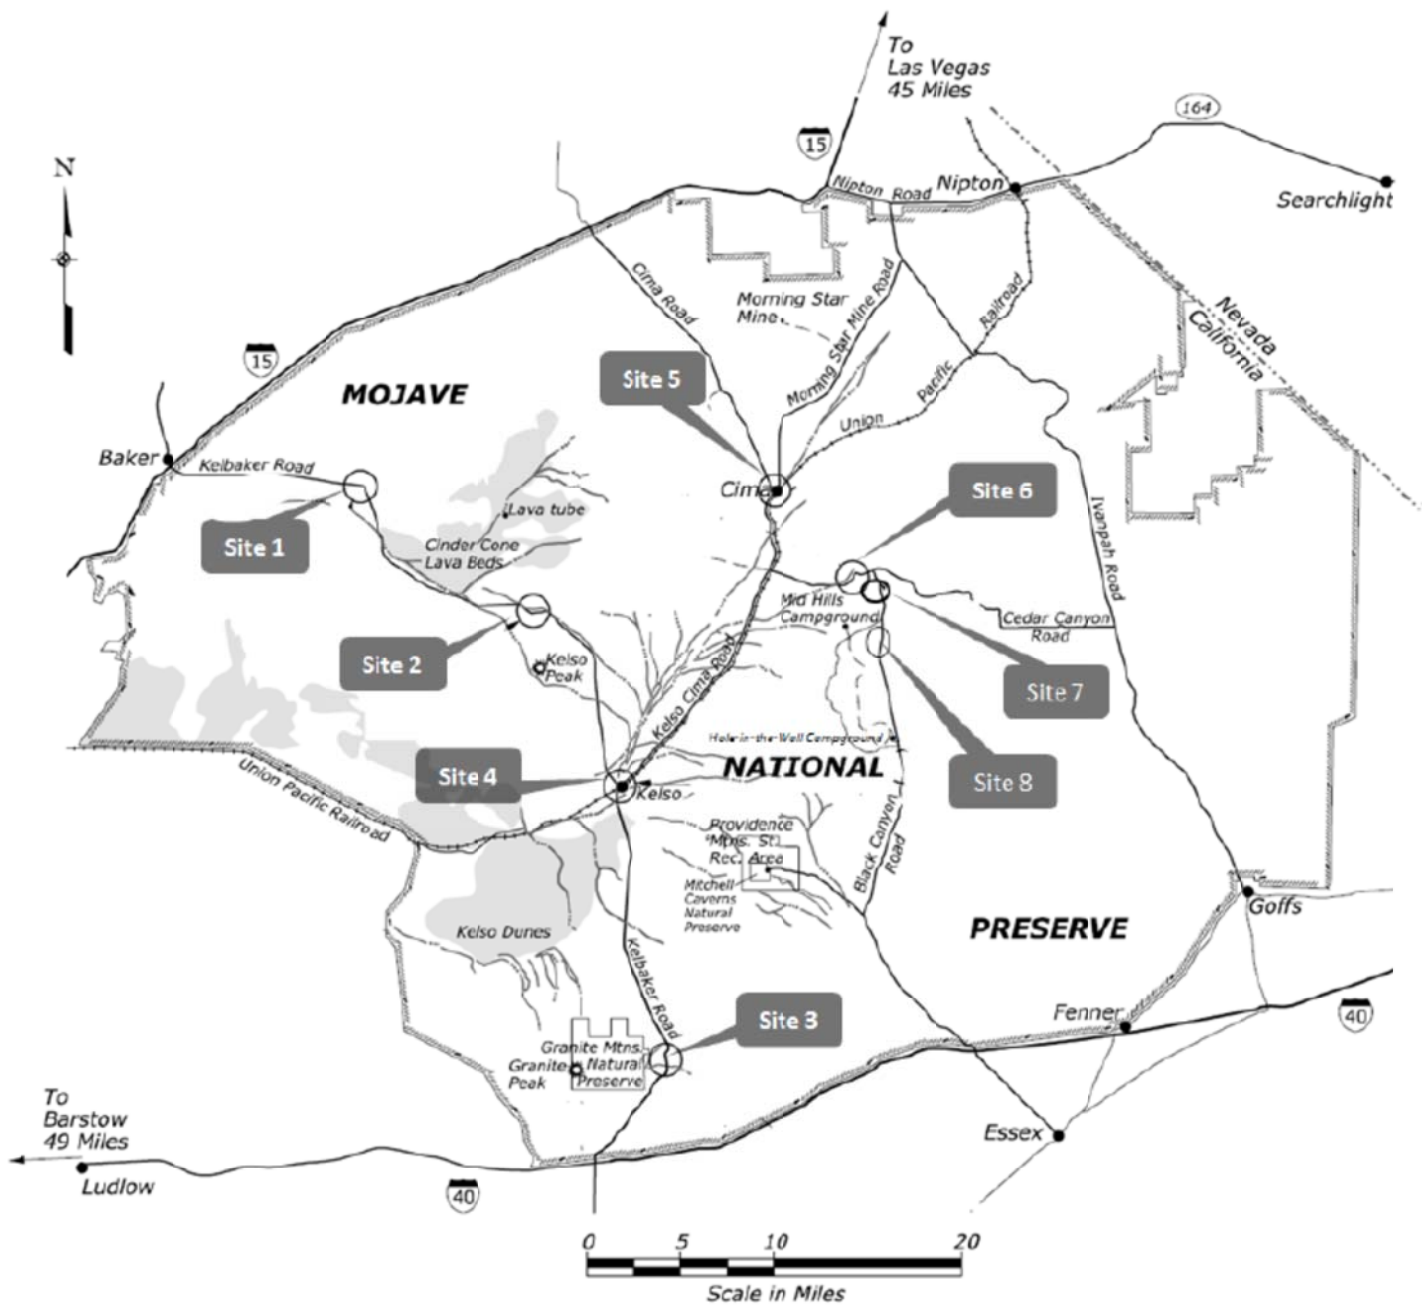 To
Las Vegas
45 Miles
164
15
N
Nipton Road
Nipton
Searchlight
Cima Road
Morning Star
Mine
Morning Star Mine Road
Railroad
Nevada
California
15
Site 5
MOJAVE
Pacific
Union
Baker
Kelbaker Road
Cima
Site 6
Ivanpah Road
Lava tube
Site 1
Cinder Cone
Lava Beds
Mid Hills
Campground
Cedar Canyon
Road
Site 2
Kelso
Peak
Kelso Cima Road
Site 7
Hole-in-the-Wall Campground
NATIONAL
Site 4
Kelso
Site 8
Union Pacific Railroad
Providence
Mtns. St.
Rec. Area
Black Canyon
Road
Mitchell
Caverns
Natural
Preserve
Goffs
Kelso Dunes
PRESERVE
Kelbaker Road
Site 3
Fenner
40
Granite Mtns.
Natural
Preserve
Granite
Peak
To
Barstow
49 Miles
Essex
Ludlow
40
0 5 10 20
Scale in Miles